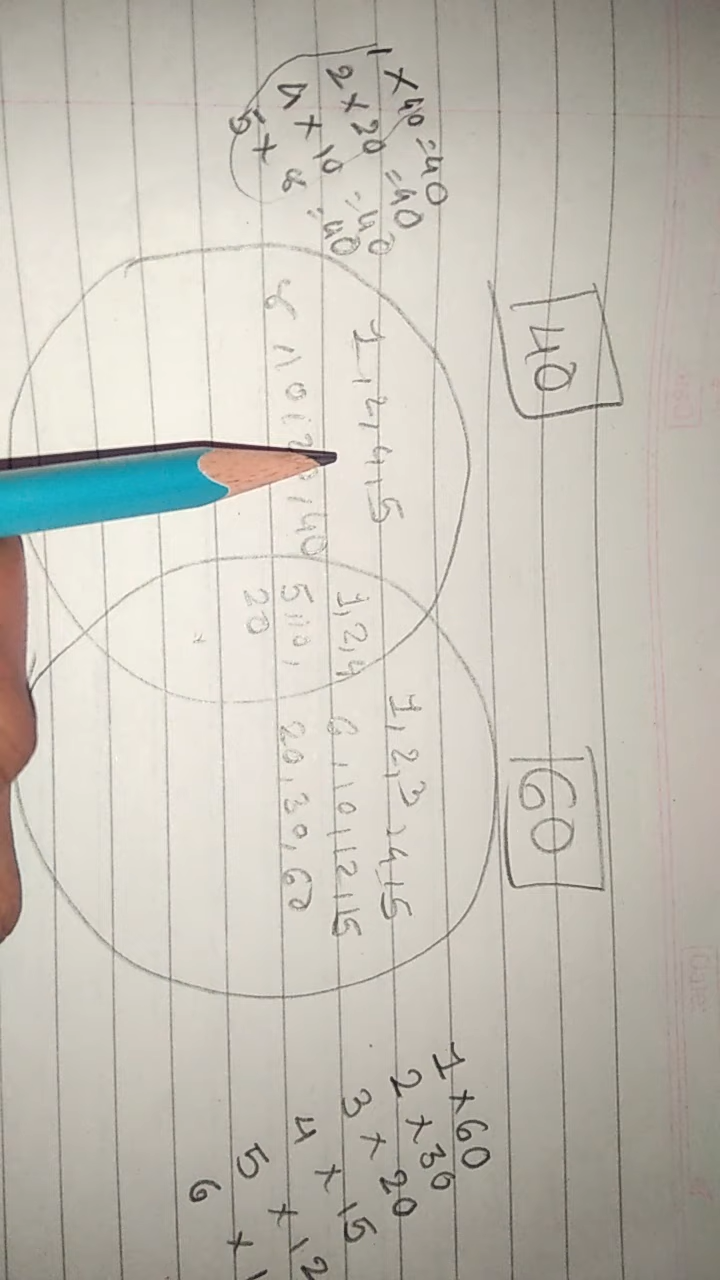 40
60
1 × 40 = 40
2 × 20 = 40
4 × 10 = 40
5 × 8 = 40
1, 2, 4, 5
8, 10, 20, 40
1, 2, 4
5, 10,
20
1, 2, 3, 4, 5
6, 10, 12, 15
20, 30, 60
1 × 60
2 × 30
3 × 20
4 × 15
5 × 12
6 × 1